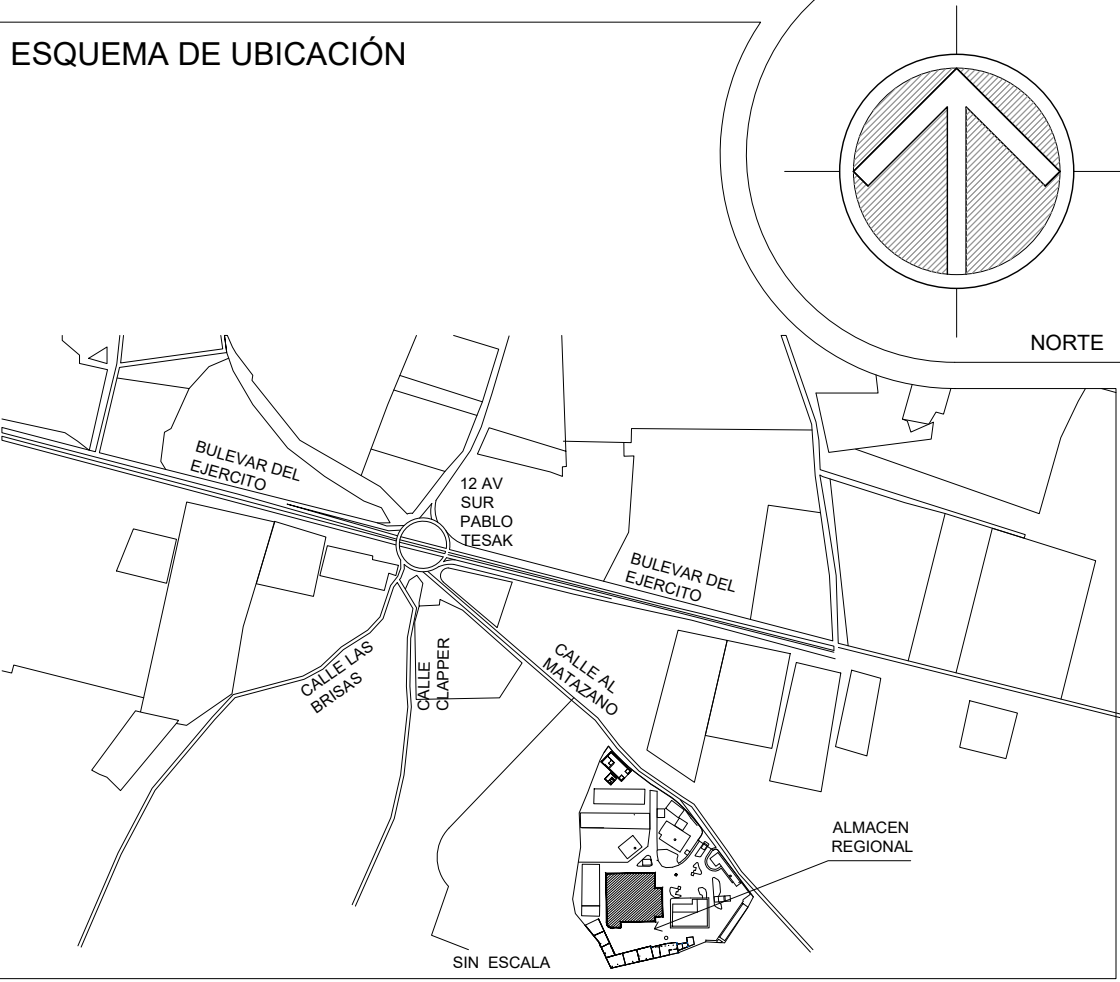 ESQUEMA DE UBICACIÓN
NORTE
BULEVAR DEL
EJERCITO
12 AV
SUR
PABLO
TESAK
BULEVAR DEL
EJERCITO
CALLE LAS
BRISAS
CALLE
CLAPPER
CALLE AL
MATAZANO
ALMACEN
REGIONAL
SIN ESCALA